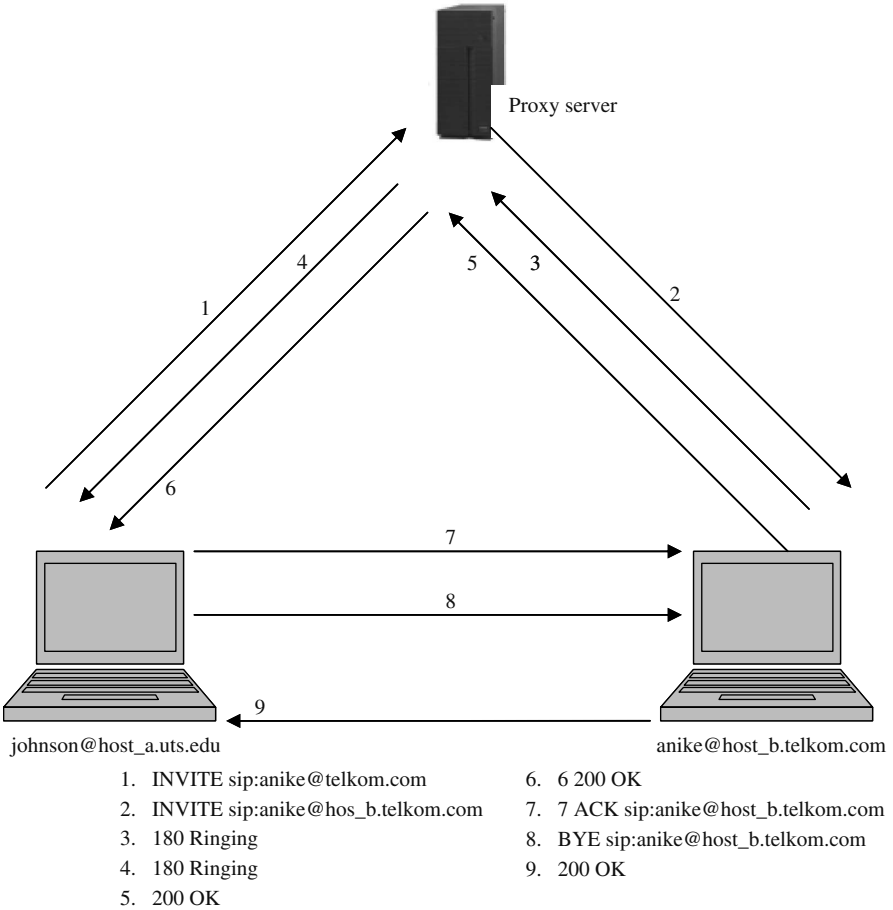 Proxy server
4
5
3
2
1
6
7
8
9
johnson@host_a.uts.edu
anike@host_b.telkom.com
1. INVITE sip:anike@telkom.com
2. INVITE sip:anike@hos_b.telkom.com
3. 180 Ringing
4. 180 Ringing
5. 200 OK
6. 6 200 OK
7. 7 ACK sip:anike@host_b.telkom.com
8. BYE sip:anike@host_b.telkom.com
9. 200 OK